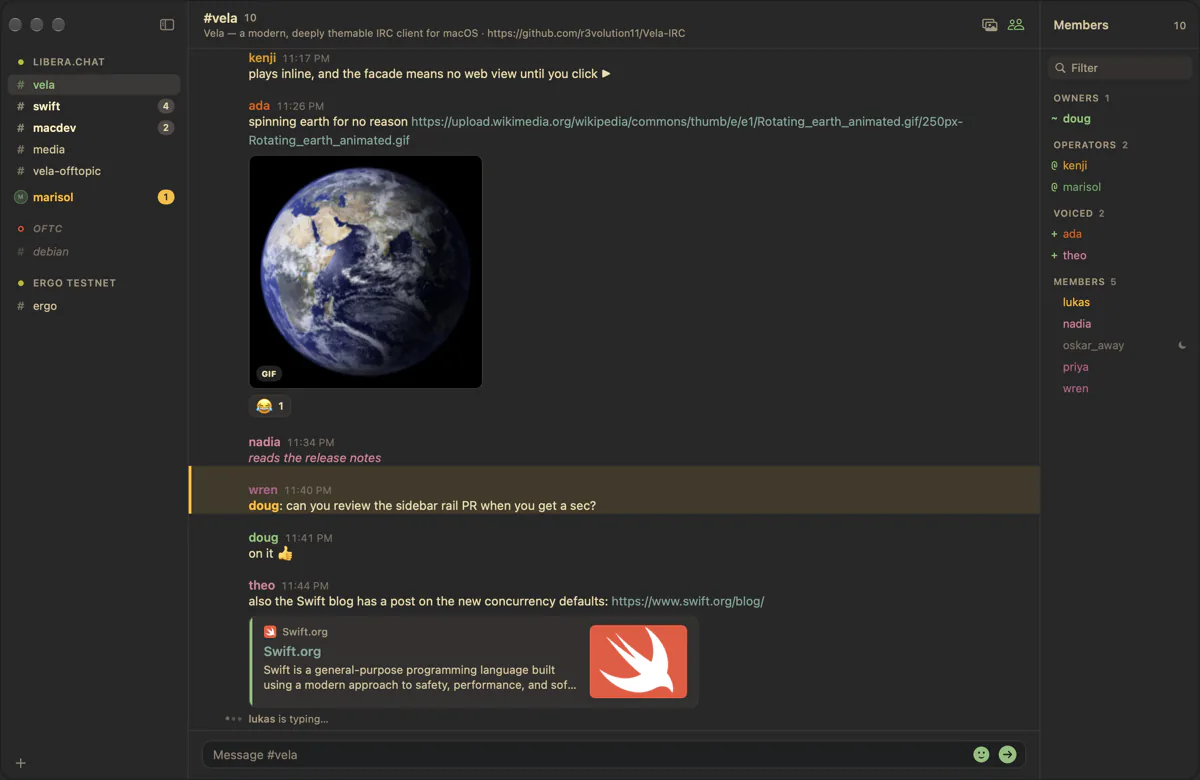 LIBERA.CHAT
# vela
# swift 4
# macdev 2
# media
# vela-offtopic
M marisol 1
OFTC
# debian
ERGO TESTNET
# ergo
+
#vela 10
Vela — a modern, deeply themable IRC client for macOS · https://github.com/r3volution11/Vela-IRC
kenji 11:17 PM
plays inline, and the facade means no web view until you click ▶
ada 11:26 PM
spinning earth for no reason https://upload.wikimedia.org/wikipedia/commons/thumb/e/e1/Rotating_earth_animated.gif/250px-
Rotating_earth_animated.gif
GIF
😂 1
nadia 11:34 PM
reads the release notes
wren 11:40 PM
doug: can you review the sidebar rail PR when you get a sec?
doug 11:41 PM
on it 👍
theo 11:44 PM
also the Swift blog has a post on the new concurrency defaults: https://www.swift.org/blog/
Swift.org
Swift.org
Swift is a general-purpose programming language built
using a modern approach to safety, performance, and sof...
lukas is typing...
Message #vela
Members 10
Filter
OWNERS 1
~ doug
OPERATORS 2
@ kenji
@ marisol
VOICED 2
+ ada
+ theo
MEMBERS 5
lukas
nadia
oskar_away
priya
wren